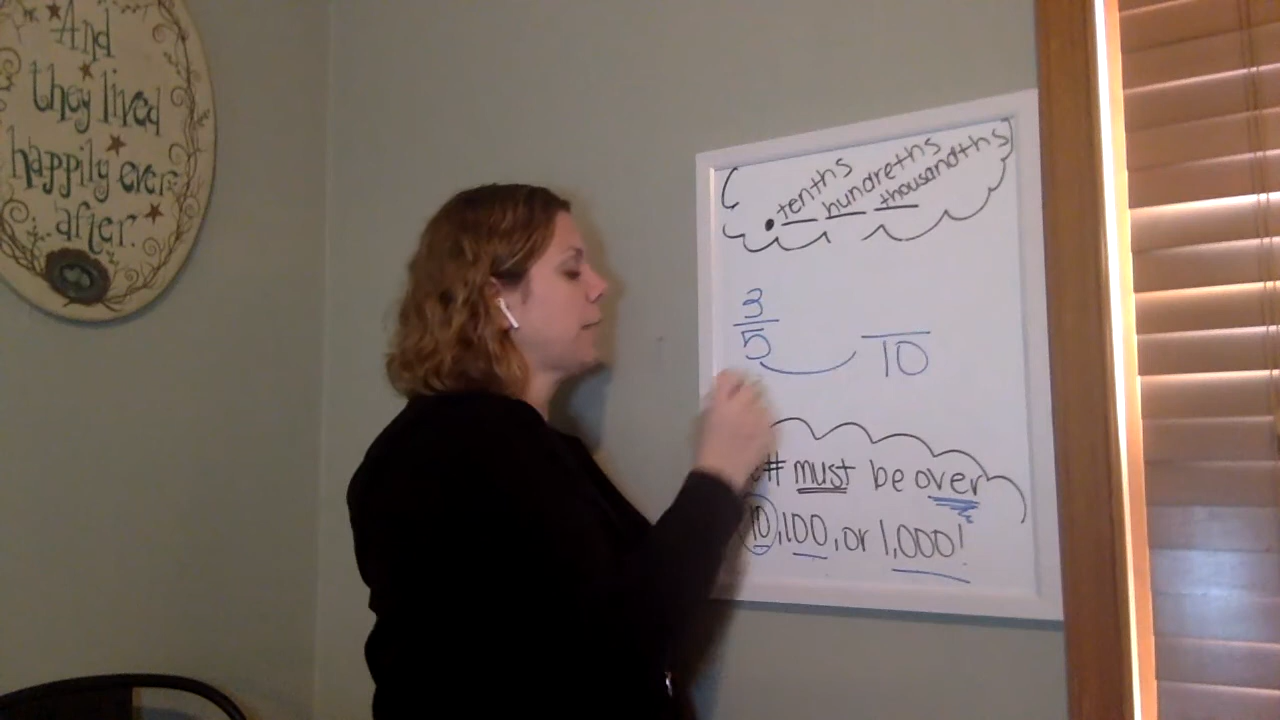 And
they lived
happily ever
after.
. tenths hundreths thousandths
3
5
10
# must be over
10, 100, or 1,000!